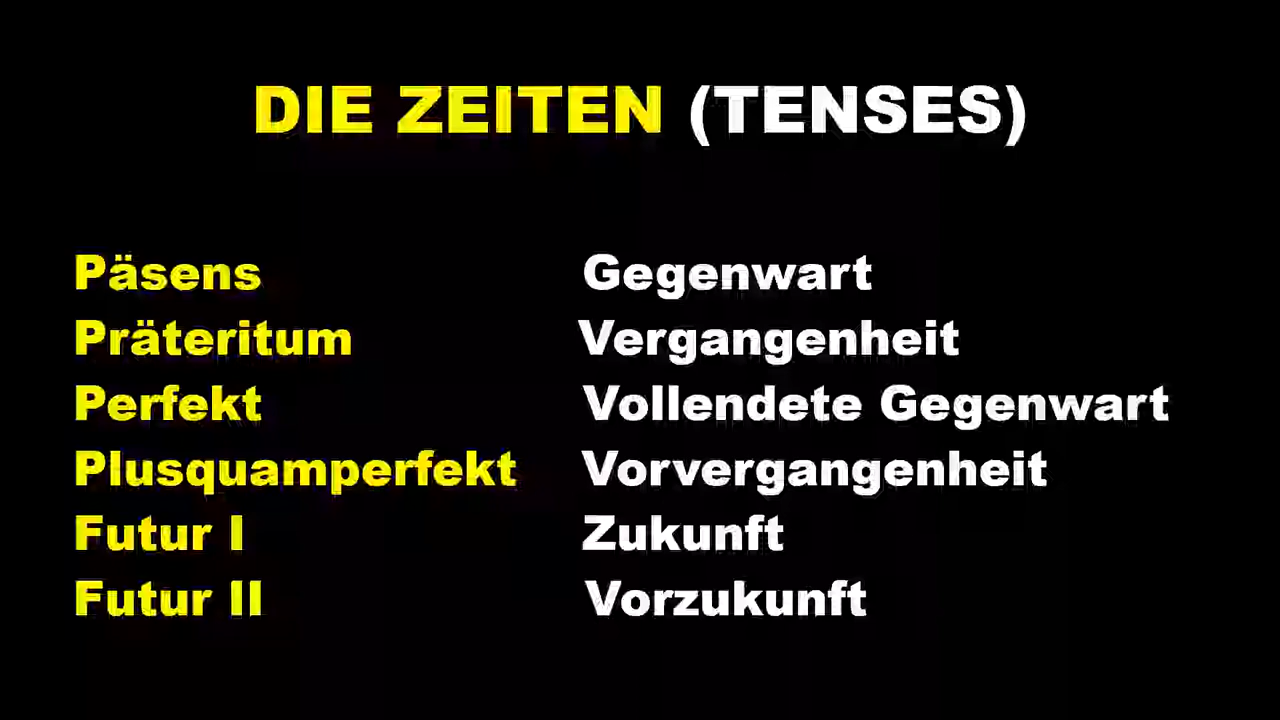 DIE ZEITEN (TENSES)
Päsens Gegenwart
Präteritum Vergangenheit
Perfekt Vollendete Gegenwart
Plusquamperfekt Vorvergangenheit
Futur I Zukunft
Futur II Vorzukunft